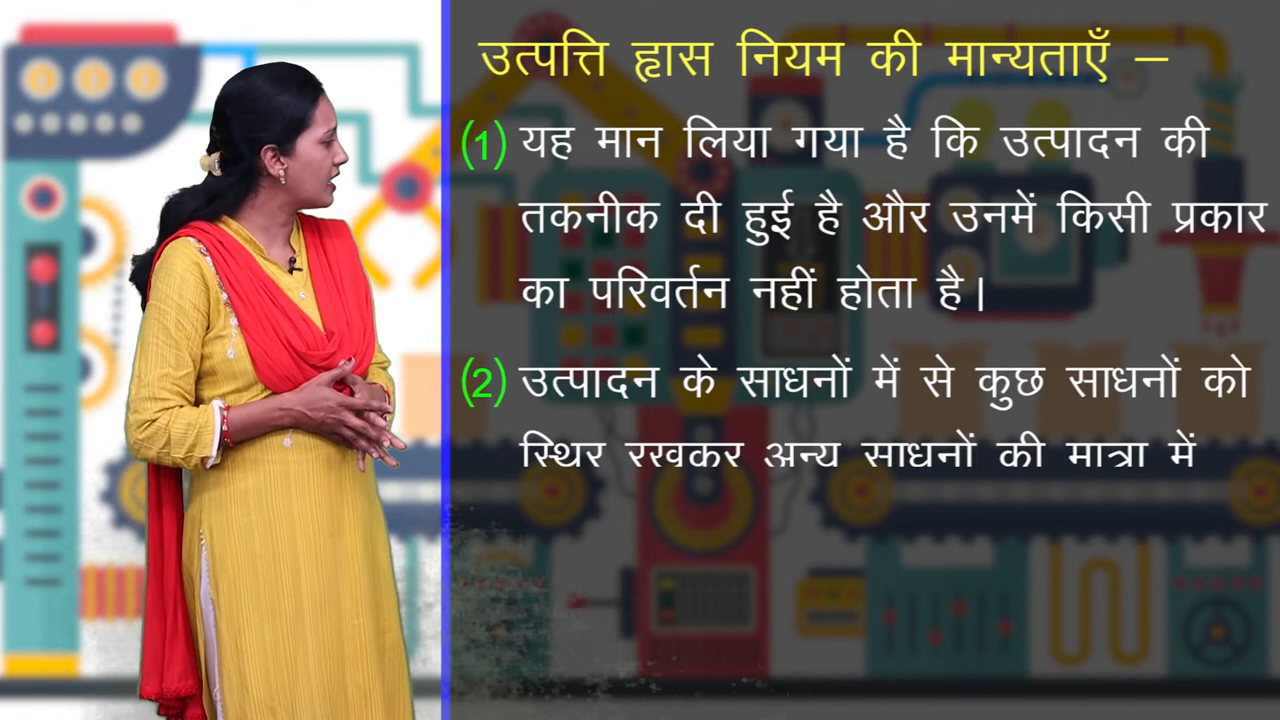 उत्पत्ति ह्रास नियम की मान्यताएँ –
(1) यह मान लिया गया है कि उत्पादन की
तकनीक दी हुई है और उनमें किसी प्रकार
का परिवर्तन नहीं होता है।
(2) उत्पादन के साधनों में से कुछ साधनों को
स्थिर रखकर अन्य साधनों की मात्रा में